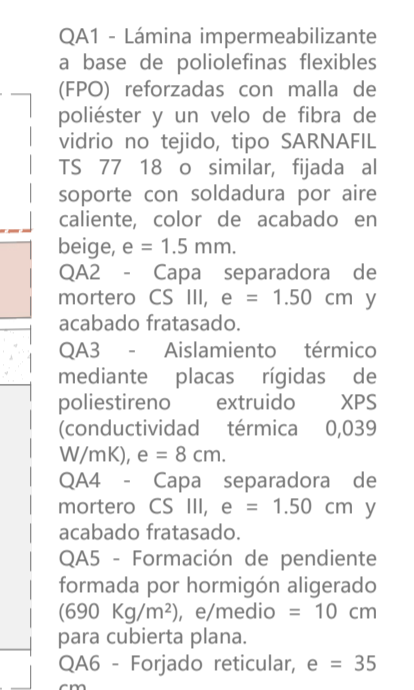 QA1 - Lámina impermeabilizante
a base de poliolefinas flexibles
(FPO) reforzadas con malla de
poliéster y un velo de fibra de
vidrio no tejido, tipo SARNAFIL
TS 77 18 o similar, fijada al
soporte con soldadura por aire
caliente, color de acabado en
beige, e = 1.5 mm.
QA2 - Capa separadora de
mortero CS III, e = 1.50 cm y
acabado fratasado.
QA3 - Aislamiento térmico
mediante placas rígidas de
poliestireno extruido XPS
(conductividad térmica 0,039
W/mK), e = 8 cm.
QA4 - Capa separadora de
mortero CS III, e = 1.50 cm y
acabado fratasado.
QA5 - Formación de pendiente
formada por hormigón aligerado
(690 Kg/m²), e/medio = 10 cm
para cubierta plana.
QA6 - Forjado reticular, e = 35
cm